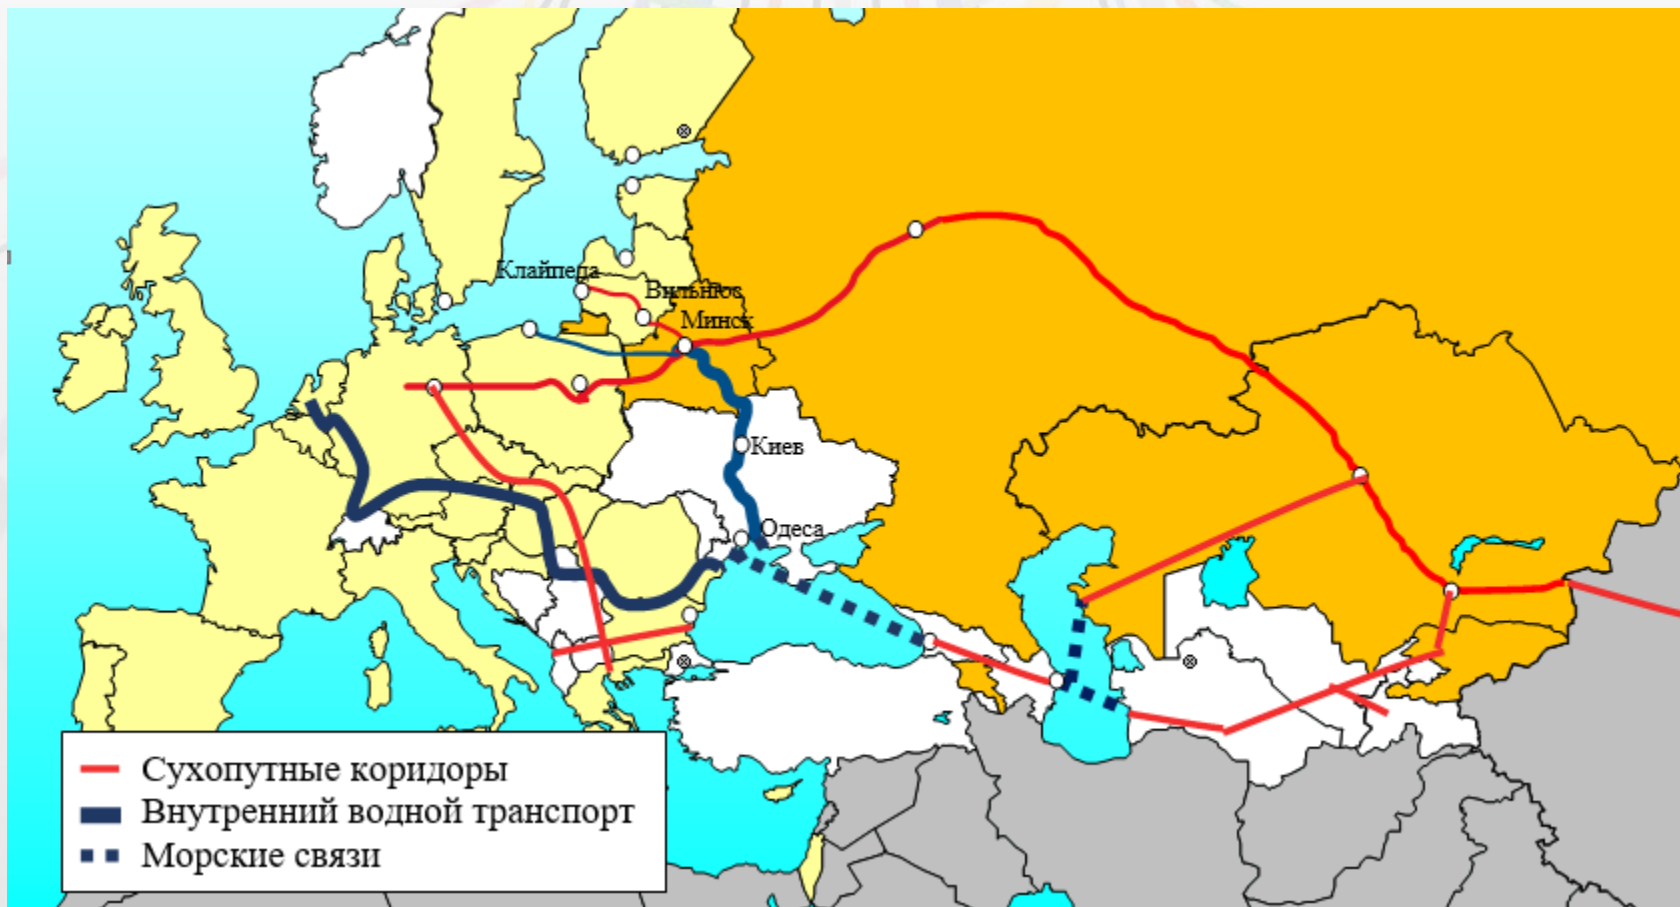 Клайпеда
Вильнюс
Минск
Киев
Одеса
Сухопутные коридоры
Внутренний водной транспорт
Морские связи